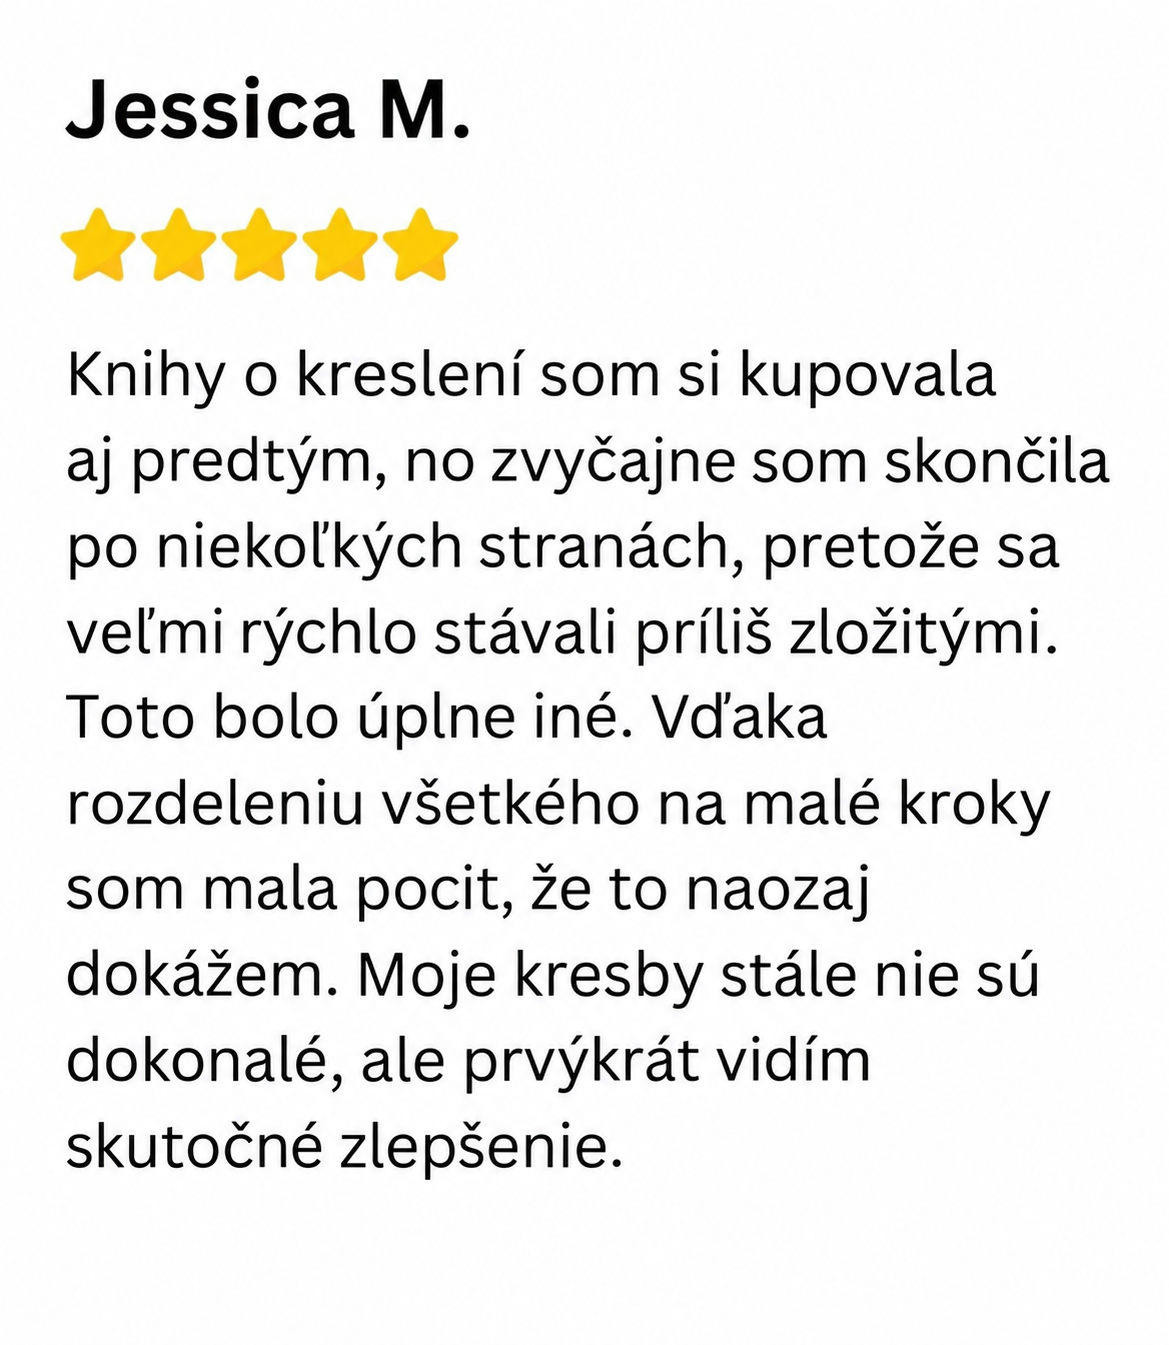 Jessica M.
Knihy o kreslení som si kupovala
aj predtým, no zvyčajne som skončila
po niekoľkých stranách, pretože sa
veľmi rýchlo stávali príliš zložitými.
Toto bolo úplne iné. Vďaka
rozdeleniu všetkého na malé kroky
som mala pocit, že to naozaj
dokážem. Moje kresby stále nie sú
dokonalé, ale prvýkrát vidím
skutočné zlepšenie.